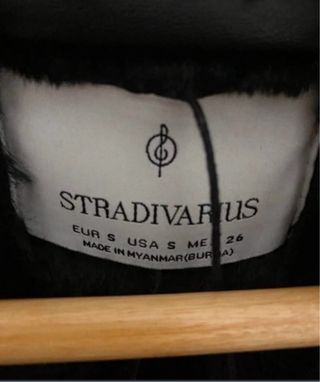 STRADIVARIUS
EUR S USA S MEX 26
MADE IN MYANMAR(BURMA)